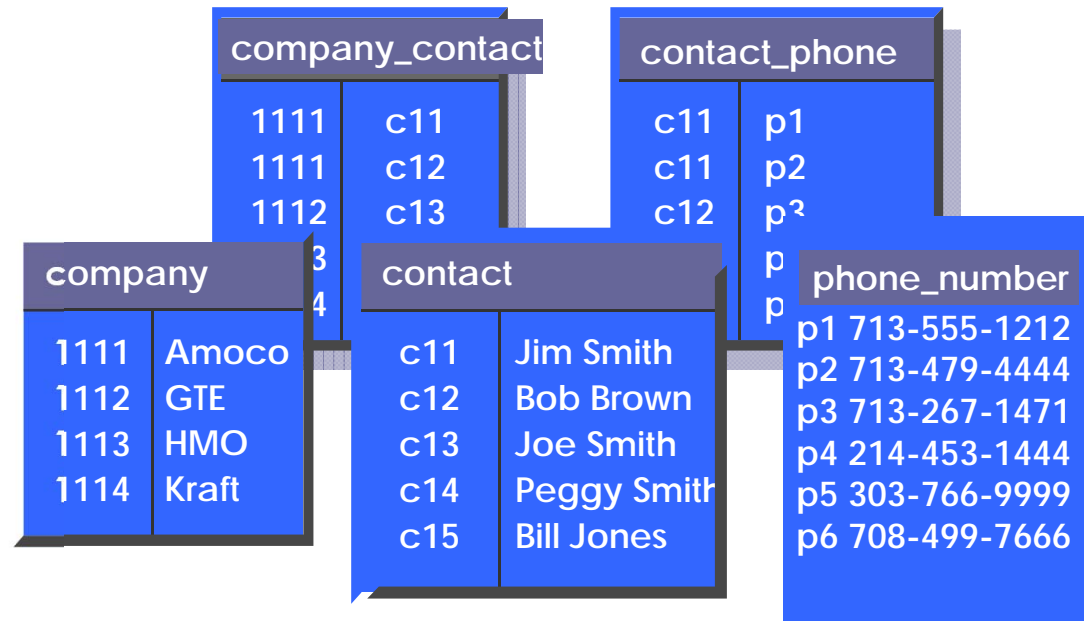 company_contact
1111 c11
1111 c12
1112 c13
3
4
contact_phone
c11 p1
c11 p2
c12 p3
p
p
company
1111 Amoco
1112 GTE
1113 HMO
1114 Kraft
contact
c11 Jim Smith
c12 Bob Brown
c13 Joe Smith
c14 Peggy Smith
c15 Bill Jones
phone_number
p1 713-555-1212
p2 713-479-4444
p3 713-267-1471
p4 214-453-1444
p5 303-766-9999
p6 708-499-7666